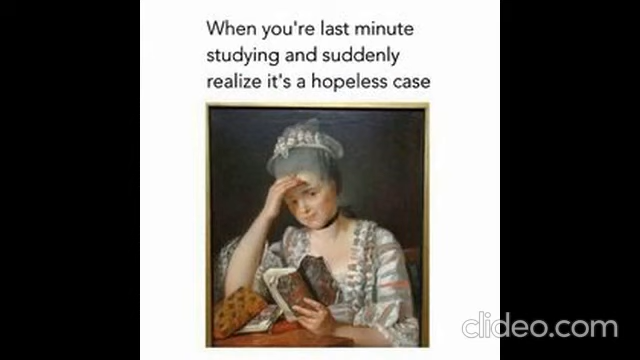 When you're last minute
studying and suddenly
realize it's a hopeless case
clideo.com